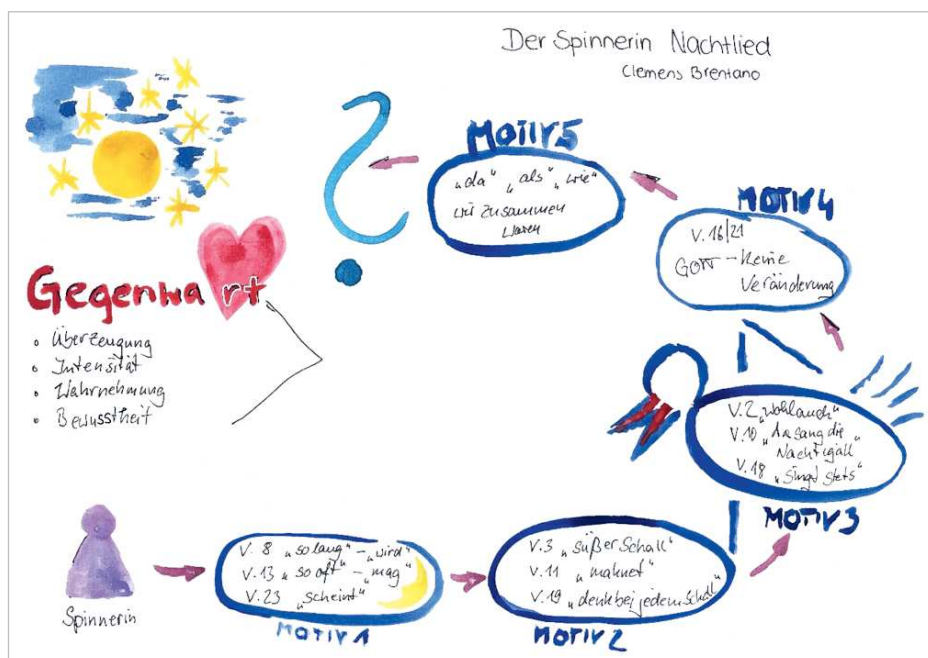 Der Spinnerin Nachtlied
Clemens Brentano
MOTIV 5
„da“ „als“ „wie“
wir zusammen
waren
MOTIV 4
V. 16/21
GOTT – keine
Veränderung
Gegenwart
• Überzeugung
• Intensität
• Wahrnehmung
• Bewusstheit
V. 2 „wohl auch“
V. 10 „Da sang die
Nachtigall
V. 18 „Singt stets“
MOTIV 3
V. 8 „so lang“ – „wird“
V. 13 „so oft“ – „mag“
V. 23 „scheint“
MOTIV 1
V. 3 „süßer Schall“
V. 11 „mahnet“
V. 19 „denk bei jedem Schall“
MOTIV 2
Spinnerin